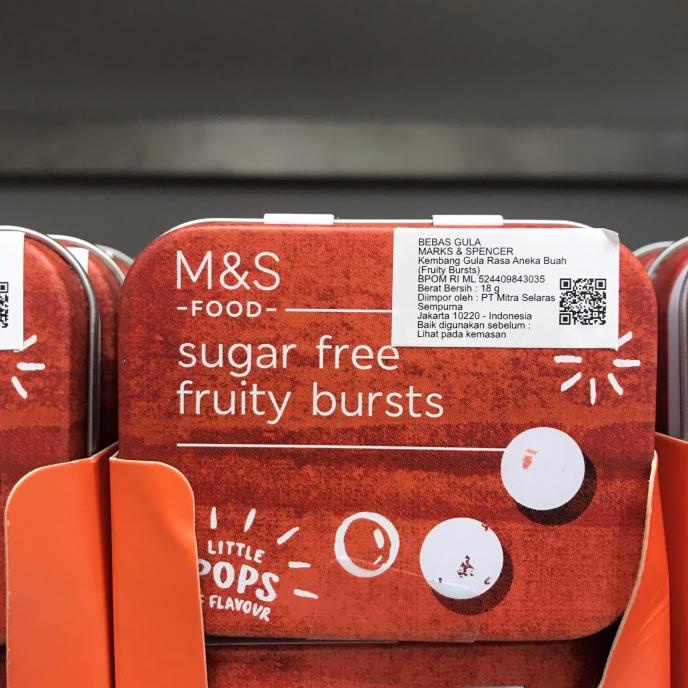 M&S
-FOOD-
sugar free
fruity bursts
BEBAS GULA
MARKS & SPENCER
Kembang Gula Rasa Aneka Buah
(Fruity Bursts)
BPOM RI ML 524409843035
Berat Bersih : 18 g
Diimpor oleh : PT Mitra Selaras
Sempurna
Jakarta 10220 - Indonesia
Baik digunakan sebelum :
Lihat pada kemasan
LITTLE
POPS
FLAVOUR